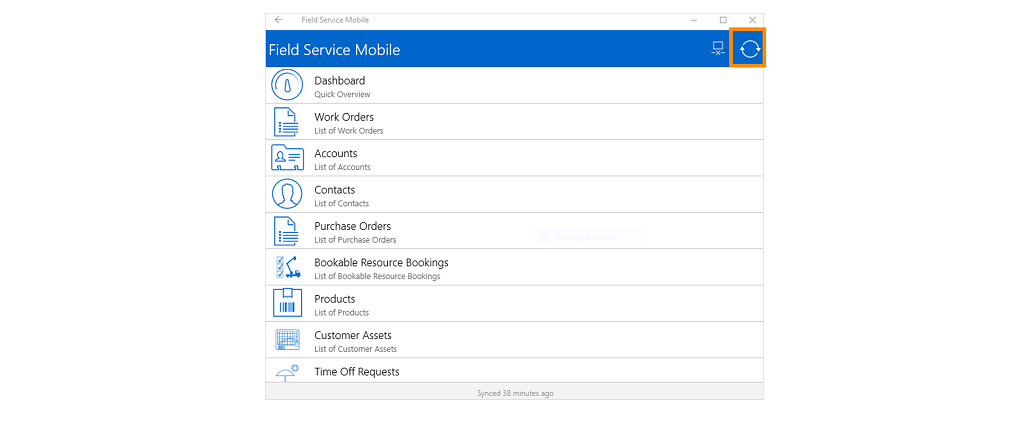 Field Service Mobile
Field Service Mobile
Dashboard
Quick Overview
Work Orders
List of Work Orders
Accounts
List of Accounts
Contacts
List of Contacts
Purchase Orders
List of Purchase Orders
Bookable Resource Bookings
List of Bookable Resource Bookings
Products
List of Products
Customer Assets
List of Customer Assets
Time Off Requests
Synced 38 minutes ago